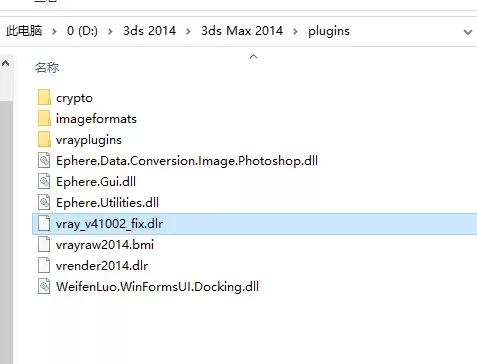 此电脑 › 0 (D:) › 3ds 2014 › 3ds Max 2014 › plugins
名称
crypto
imageformats
vrayplugins
Ephere.Data.Conversion.Image.Photoshop.dll
Ephere.Gui.dll
Ephere.Utilities.dll
vray_v41002_fix.dlr
vrayraw2014.bmi
vrender2014.dlr
WeifenLuo.WinFormsUI.Docking.dll